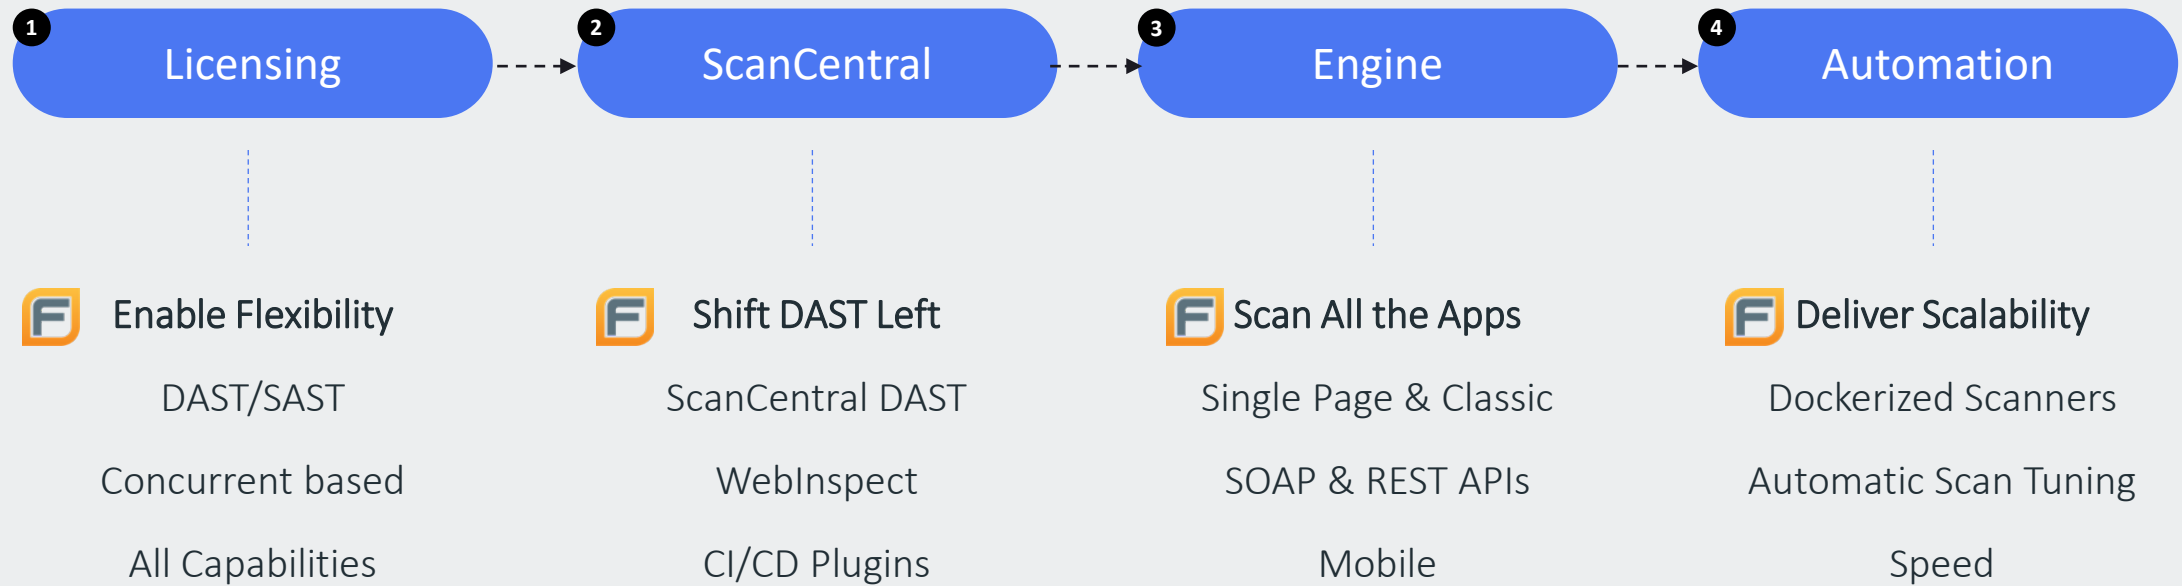 1
Licensing
2
ScanCentral
3
Engine
4
Automation
F
Enable Flexibility
DAST/SAST
Concurrent based
All Capabilities
F
Shift DAST Left
ScanCentral DAST
WebInspect
CI/CD Plugins
F
Scan All the Apps
Single Page & Classic
SOAP & REST APIs
Mobile
F
Deliver Scalability
Dockerized Scanners
Automatic Scan Tuning
Speed